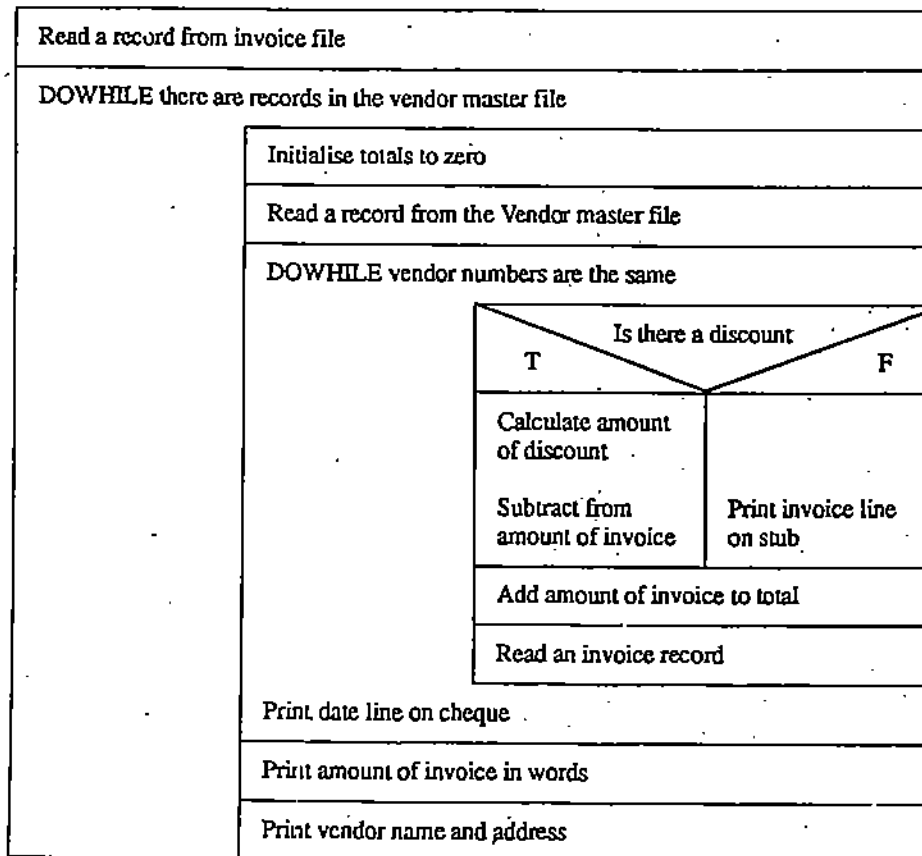 Read a record from invoice file
DOWHILE there are records in the vendor master file
Initialise totals to zero
Read a record from the Vendor master file
DOWHILE vendor numbers are the same
Is there a discount
T
F
Calculate amount
of discount
Subtract from
amount of invoice
Print invoice line
on stub
Add amount of invoice to total
Read an invoice record
Print date line on cheque
Print amount of invoice in words
Print vendor name and address